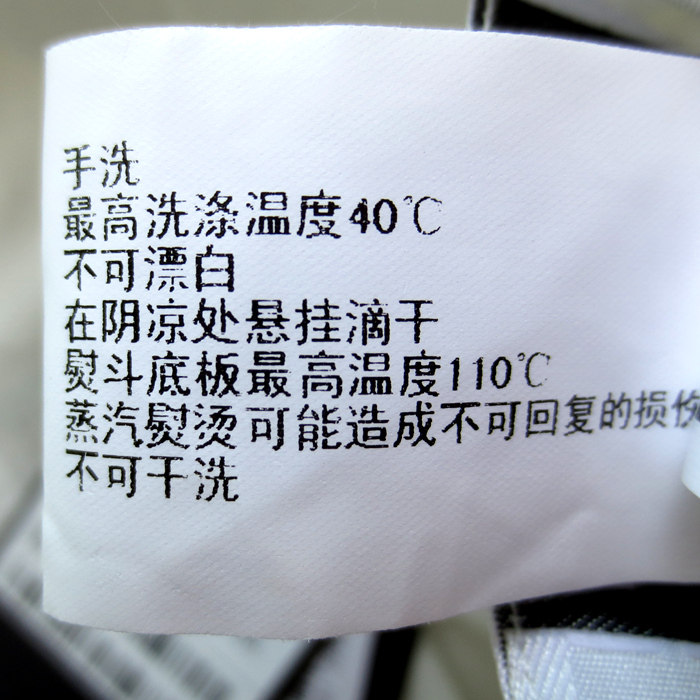 手洗
最高洗涤温度40℃
不可漂白
在阴凉处悬挂滴干
熨斗底板最高温度110℃
蒸汽熨烫可能造成不可回复的损伤
不可干洗